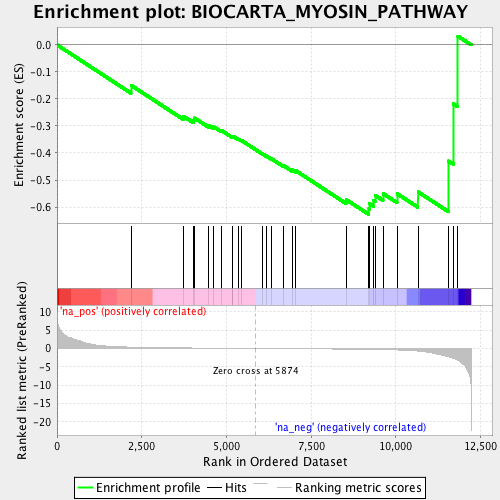 Enrichment plot: BIOCARTA_MYOSIN_PATHWAY
Enrichment score (ES)
0.0
-0.1
-0.2
-0.3
-0.4
-0.5
-0.6
'na_pos' (positively correlated)
Ranked list metric (PreRanked)
10
5
0
-5
-10
-15
-20
Zero cross at 5874
'na_neg' (negatively correlated)
0
2,500
5,000
7,500
10,000
12,500
Rank in Ordered Dataset
Enrichment profile
Hits
Ranking metric scores